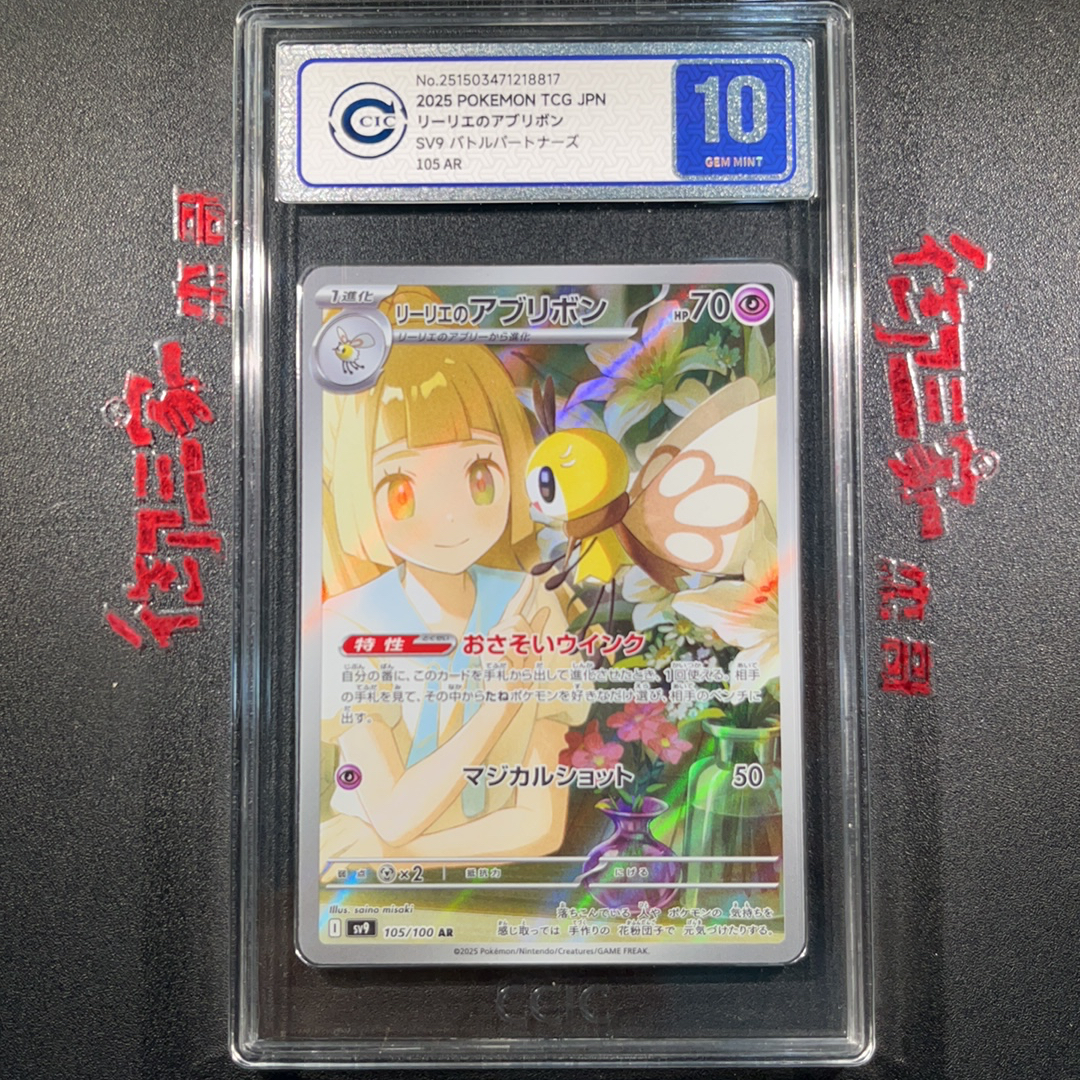 No.251503471218817
2025 POKEMON TCG JPN
リーリエのアブリボン
SV9 バトルパートナーズ
105 AR
CCIC
10
GEM MINT
1進化
リーリエのアブリボン
HP70
リーリエのアブリーから進化
特性 おさそいウインク
自分の番に、このカードを手札から出して進化させたとき、1回使える。相手
の手札を見て、その中からたねポケモンを好きなだけ選び、相手のベンチに
出す。
マジカルショット 50
弱点 ×2 抵抗力 にげる
Illus. saino misaki
落ちこんでいる 人や ポケモンの 気持ちを
感じ取っては 手作りの 花粉団子で 元気づけたりする。
I sv9 105/100 AR
©2025 Pokémon/Nintendo/Creatures/GAME FREAK.
CCIC